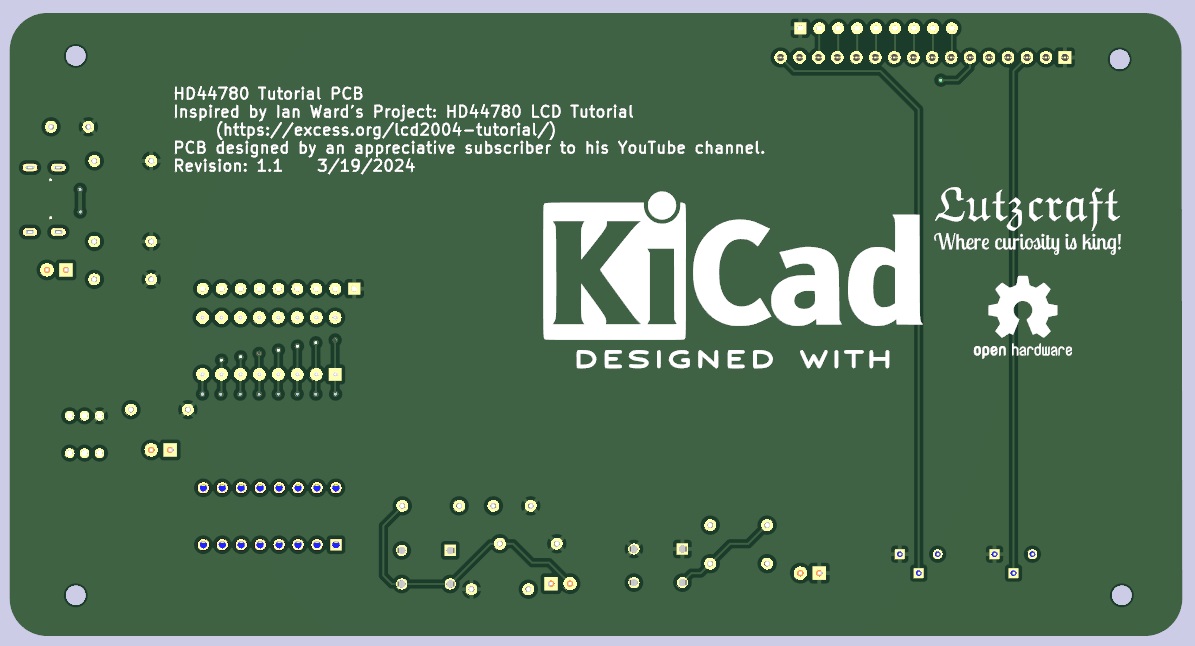 HD44780 Tutorial PCB
Inspired by Ian Ward's Project: HD44780 LCD Tutorial
(https://excess.org/lcd2004-tutorial/)
PCB designed by an appreciative subscriber to his YouTube channel.
Revision: 1.1 3/19/2024
KiCad
DESIGNED WITH
Lutzcraft
Where curiosity is king!
open hardware